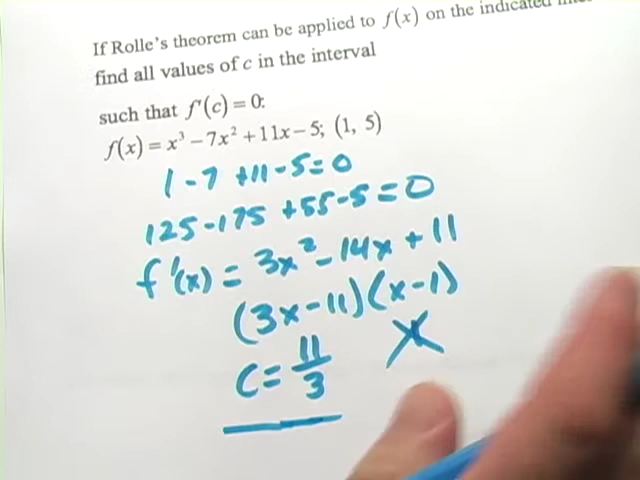 If Rolle's theorem can be applied to f(x) on the indicated
find all values of c in the interval
such that f'(c) = 0:
f(x) = x³ − 7x² + 11x − 5; (1, 5)
1 - 7 + 11 - 5 = 0
125 - 175 + 55 - 5 = 0
f'(x) = 3x² - 14x + 11
(3x - 11)(x - 1)
c = 11/3